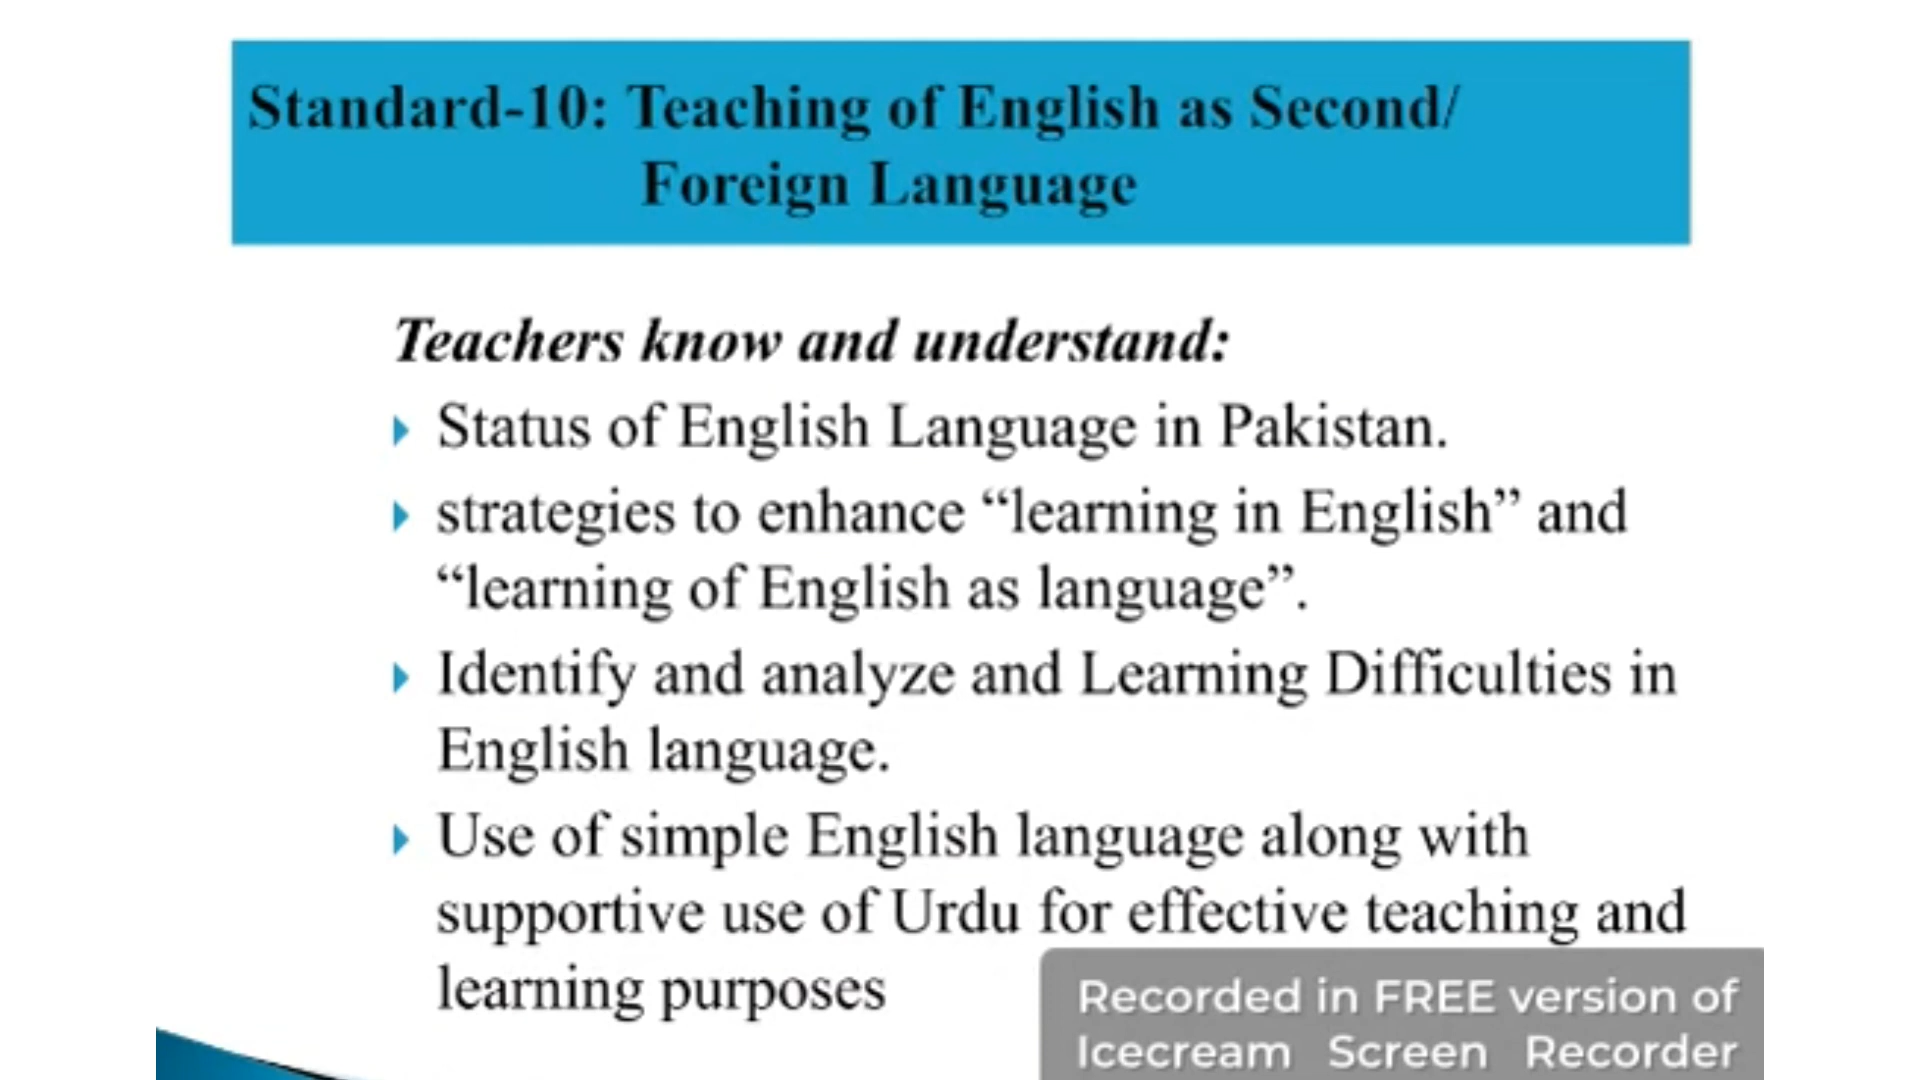 Standard-10: Teaching of English as Second/
Foreign Language
Teachers know and understand:
Status of English Language in Pakistan.
strategies to enhance “learning in English” and
“learning of English as language”.
Identify and analyze and Learning Difficulties in
English language.
Use of simple English language along with
supportive use of Urdu for effective teaching and
learning purposes
Recorded in FREE version of
Icecream Screen Recorder